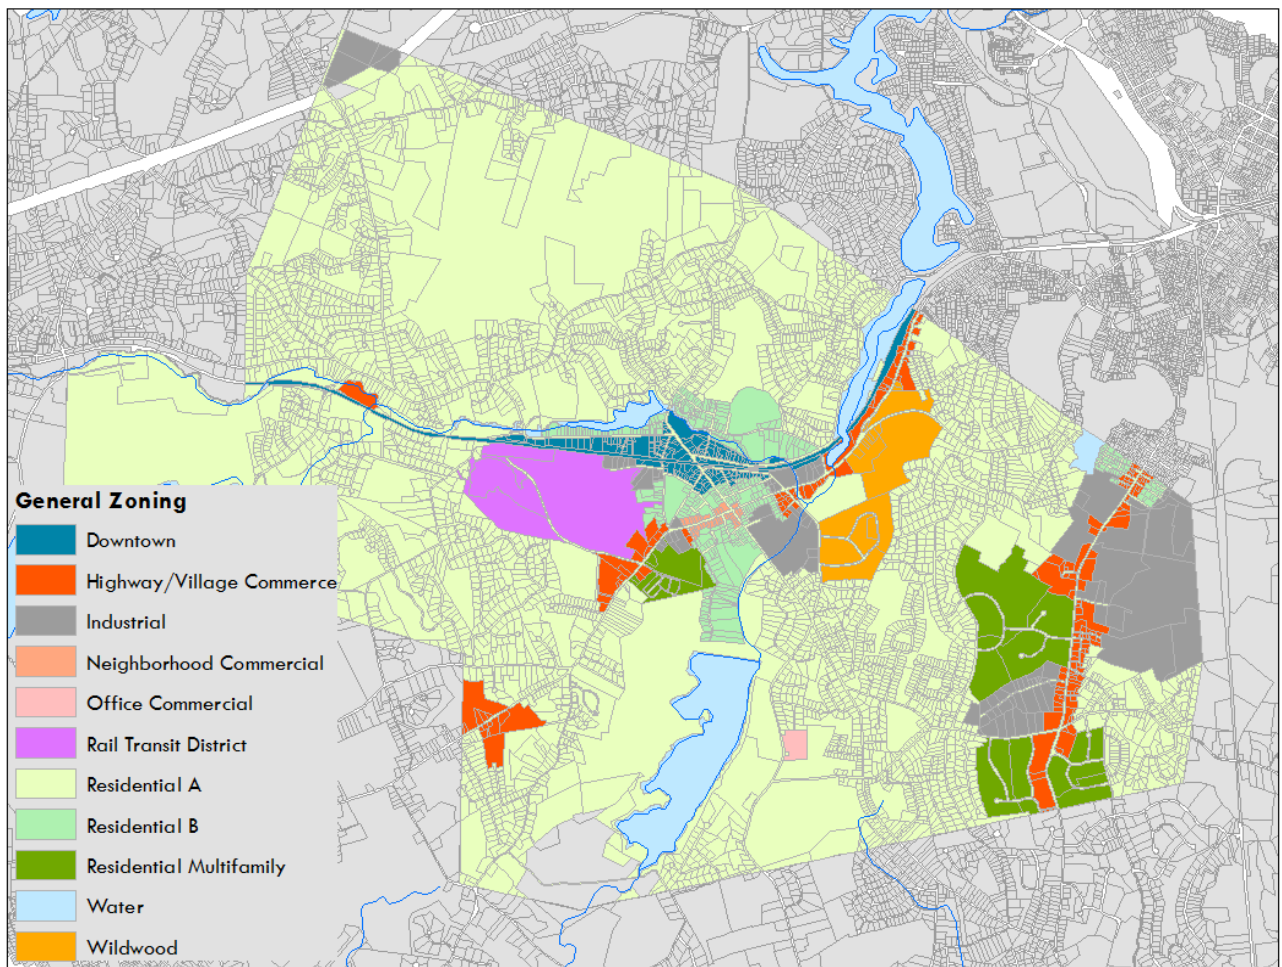 General Zoning
Downtown
Highway/Village Commerce
Industrial
Neighborhood Commercial
Office Commercial
Rail Transit District
Residential A
Residential B
Residential Multifamily
Water
Wildwood